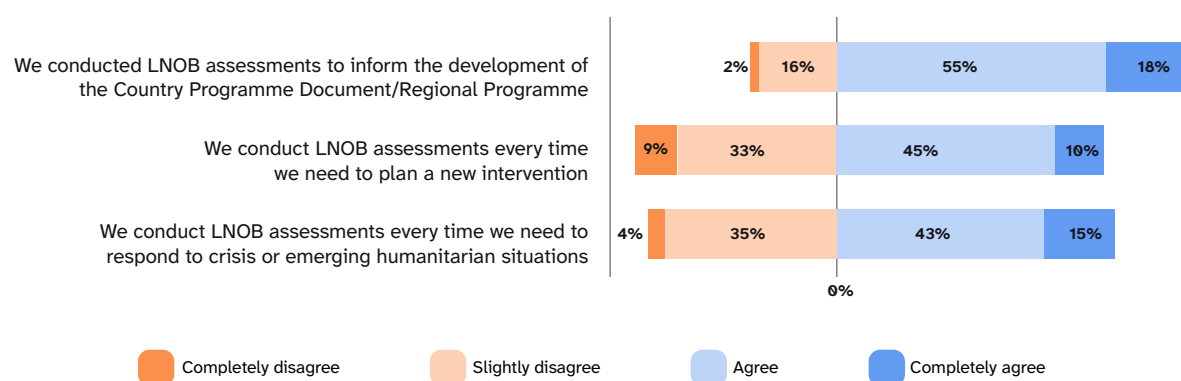 We conducted LNOB assessments to inform the development of
the Country Programme Document/Regional Programme
2%
16%
55%
18%
We conduct LNOB assessments every time
we need to plan a new intervention
9%
33%
45%
10%
We conduct LNOB assessments every time we need to
respond to crisis or emerging humanitarian situations
4%
35%
43%
15%
0%
Completely disagree
Slightly disagree
Agree
Completely agree